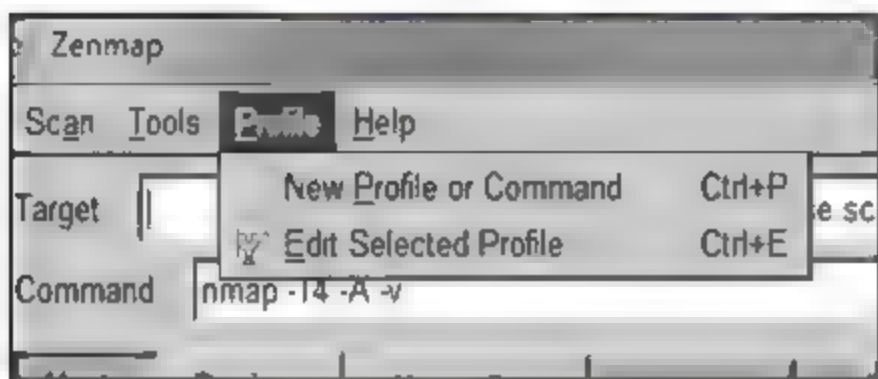 Zenmap
Scan Tools Profile Help
New Profile or Command Ctrl+P
Target
Edit Selected Profile Ctrl+E
Command nmap -T4 -A -v